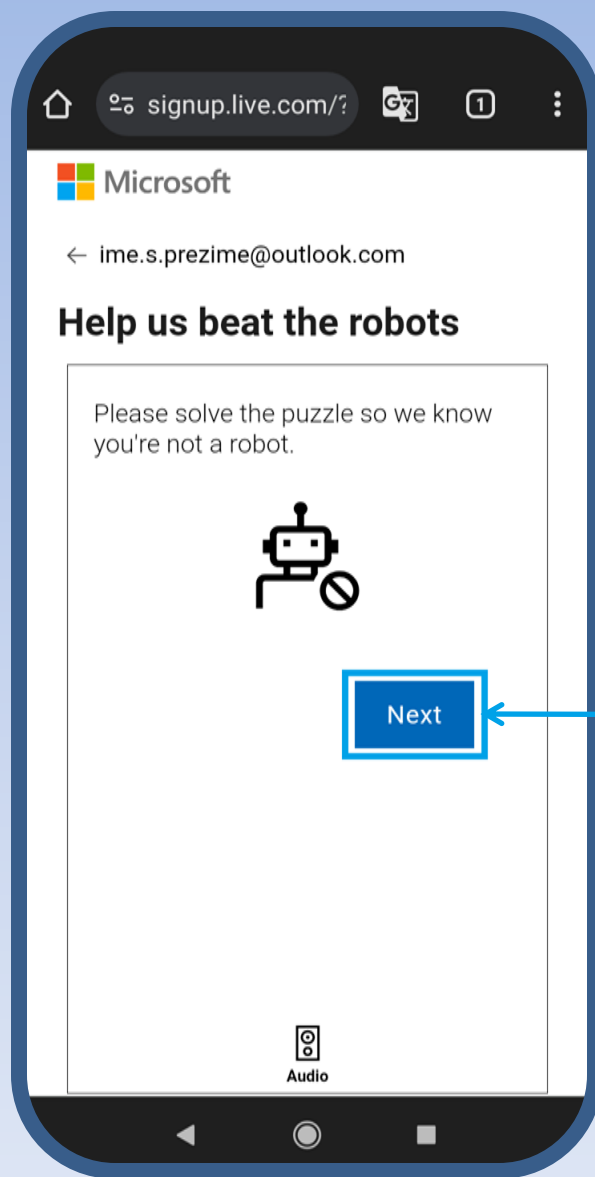 signup.live.com/?
1
Microsoft
← ime.s.prezime@outlook.com
Help us beat the robots
Please solve the puzzle so we know
you're not a robot.
Next
Audio